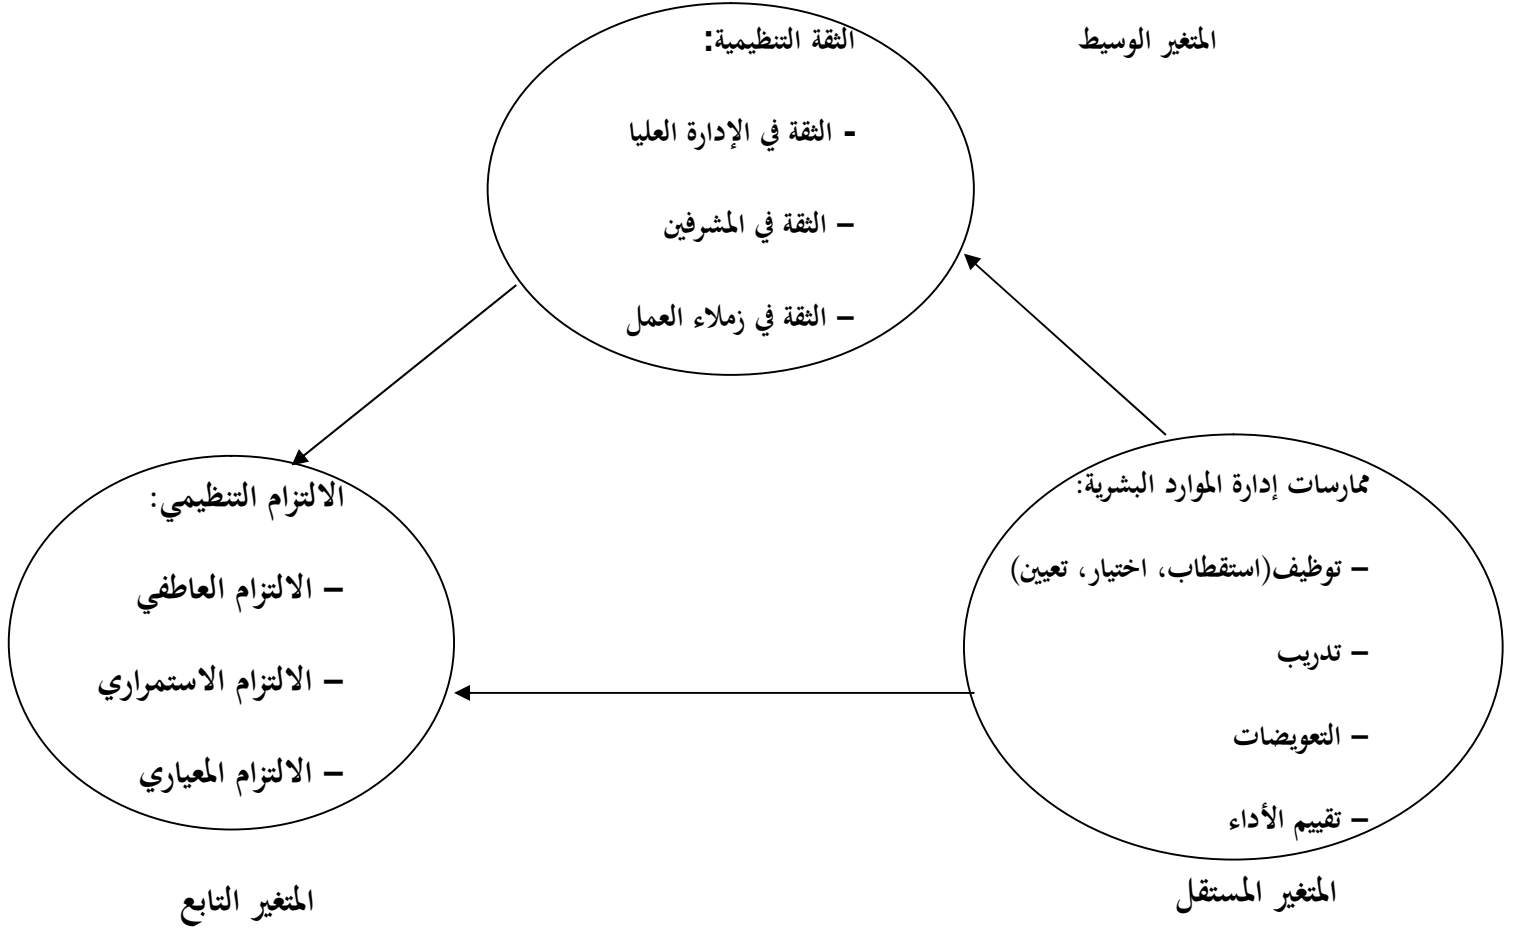 المتغير الوسيط
الثقة التنظيمية:
- الثقة في الإدارة العليا
– الثقة في المشرفين
– الثقة في زملاء العمل
ممارسات إدارة الموارد البشرية:
– توظيف(استقطاب، اختيار، تعيين)
– تدريب
– التعويضات
– تقييم الأداء
المتغير المستقل
الالتزام التنظيمي:
– الالتزام العاطفي
– الالتزام الاستمراري
– الالتزام المعياري
المتغير التابع